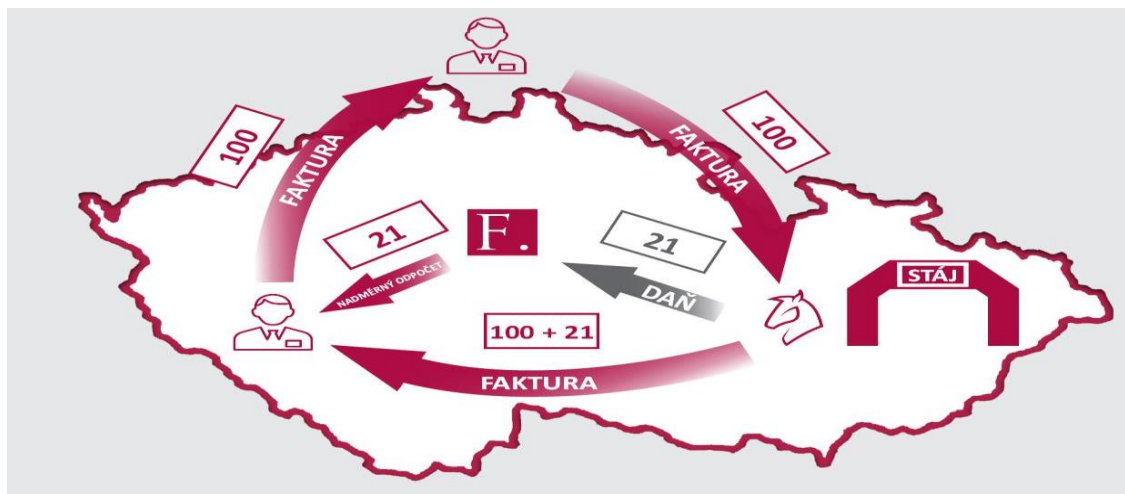 100
FAKTURA
FAKTURA
100
21
F.
21
NADMĚRNÝ ODPOČET
DAŇ
STÁJ
100 + 21
FAKTURA